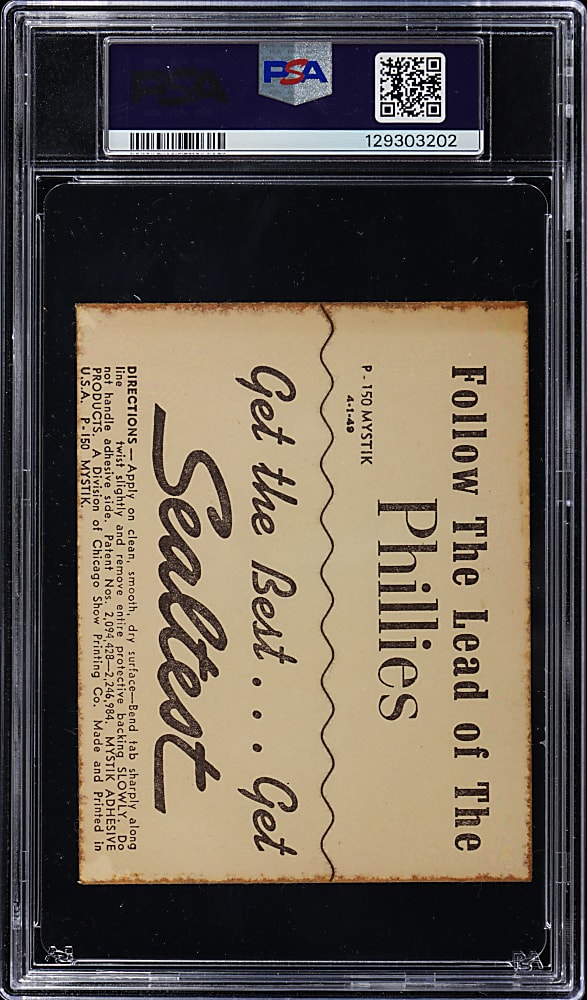 PSA
129303202
Follow The Lead of The
Phillies
P-150 MYSTIK
4-1-49
Get the Best . . . Get
Sealtest
DIRECTIONS—Apply on clean, smooth, dry surface—Bend tab sharply along
line twist slightly and remove entire protective backing SLOWLY. Do
not handle adhesive side. Patent Nos. 2,094,428—2,246,984. MYSTIK ADHESIVE
PRODUCTS, A Division of Chicago Show Printing Co. Made and Printed in
U.S.A. P-150 MYSTIK.